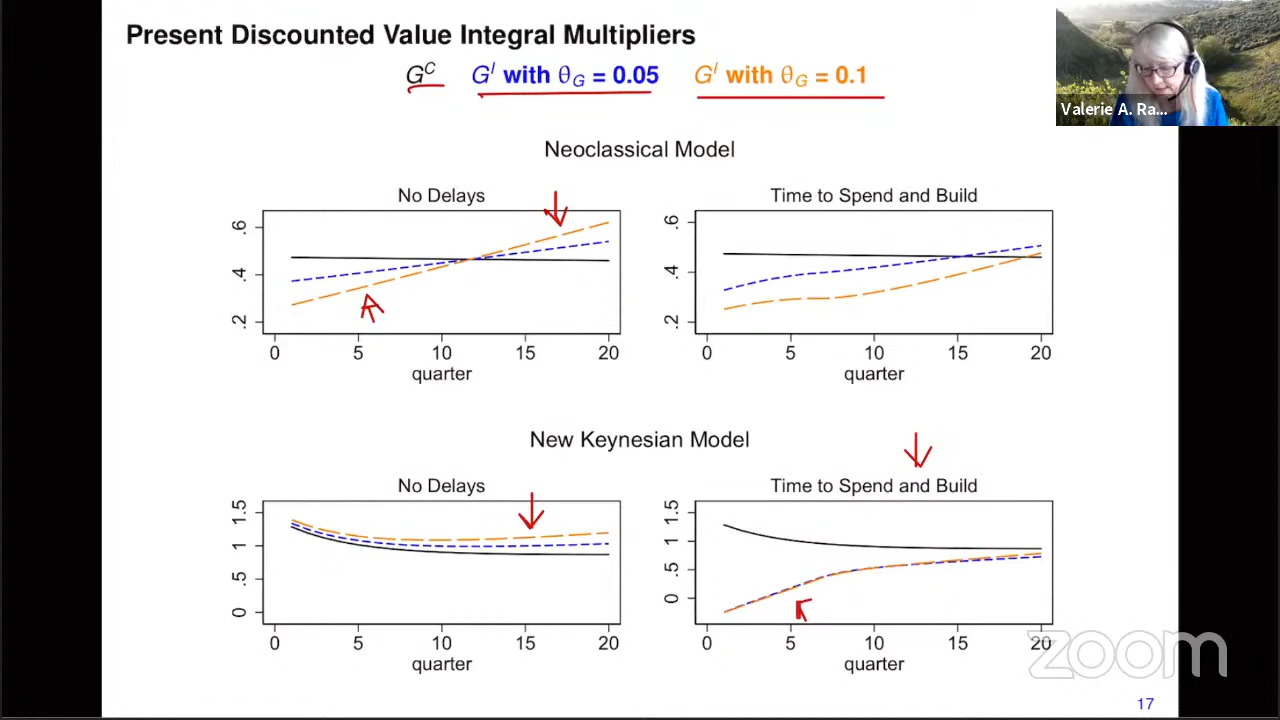 Present Discounted Value Integral Multipliers
G^C G^I with θ_G = 0.05 G^I with θ_G = 0.1
Valerie A. Ra...
Neoclassical Model
No Delays
.6
.4
.2
0 5 10 15 20
quarter
Time to Spend and Build
.6
.4
.2
0 5 10 15 20
quarter
New Keynesian Model
No Delays
1.5
1
.5
0
0 5 10 15 20
quarter
Time to Spend and Build
1.5
1
.5
0
0 5 10 15 20
quarter
zoom
17